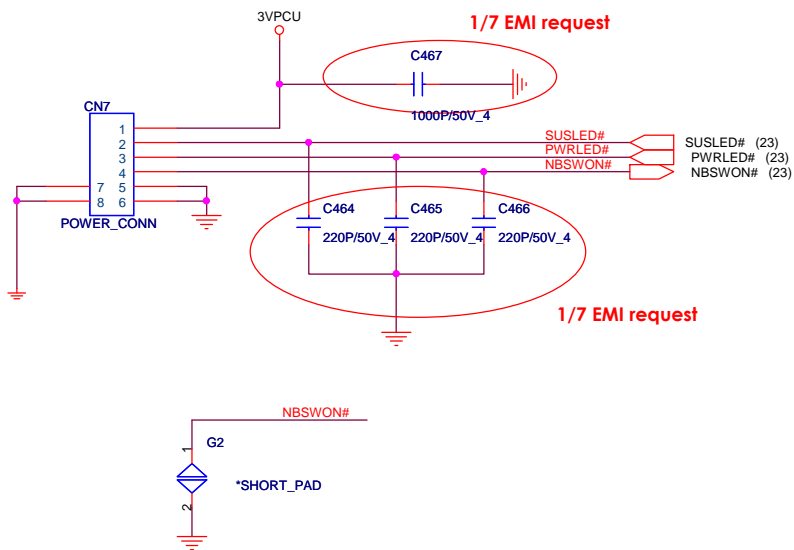 3VPCU
1/7 EMI request
C467
1000P/50V_4
CN7
1
2
3
4
7 5
8 6
POWER_CONN
SUSLED#
PWRLED#
NBSWON#
SUSLED# (23)
PWRLED# (23)
NBSWON# (23)
C464 C465 C466
220P/50V_4 220P/50V_4 220P/50V_4
1/7 EMI request
NBSWON#
1
G2
*SHORT_PAD
2